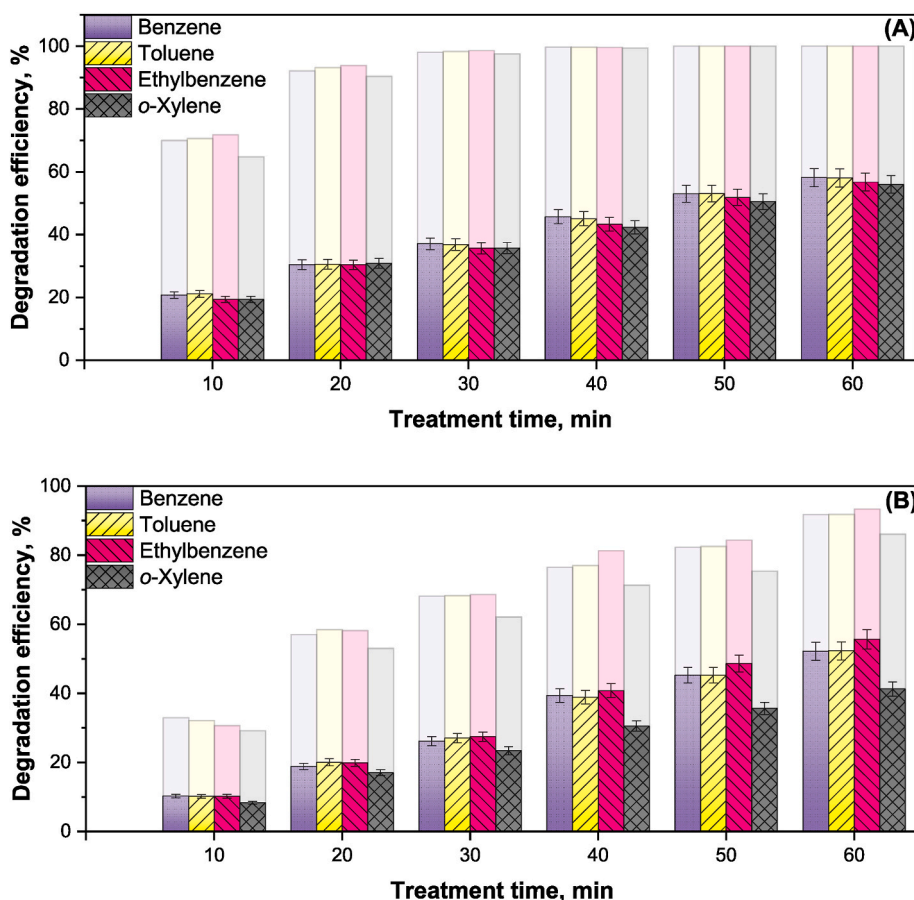 (A)
Benzene
Toluene
Ethylbenzene
o-Xylene
Degradation efficiency, %
100
80
60
40
20
0
10 20 30 40 50 60
Treatment time, min
(B)
Benzene
Toluene
Ethylbenzene
o-Xylene
Degradation efficiency, %
100
80
60
40
20
0
10 20 30 40 50 60
Treatment time, min